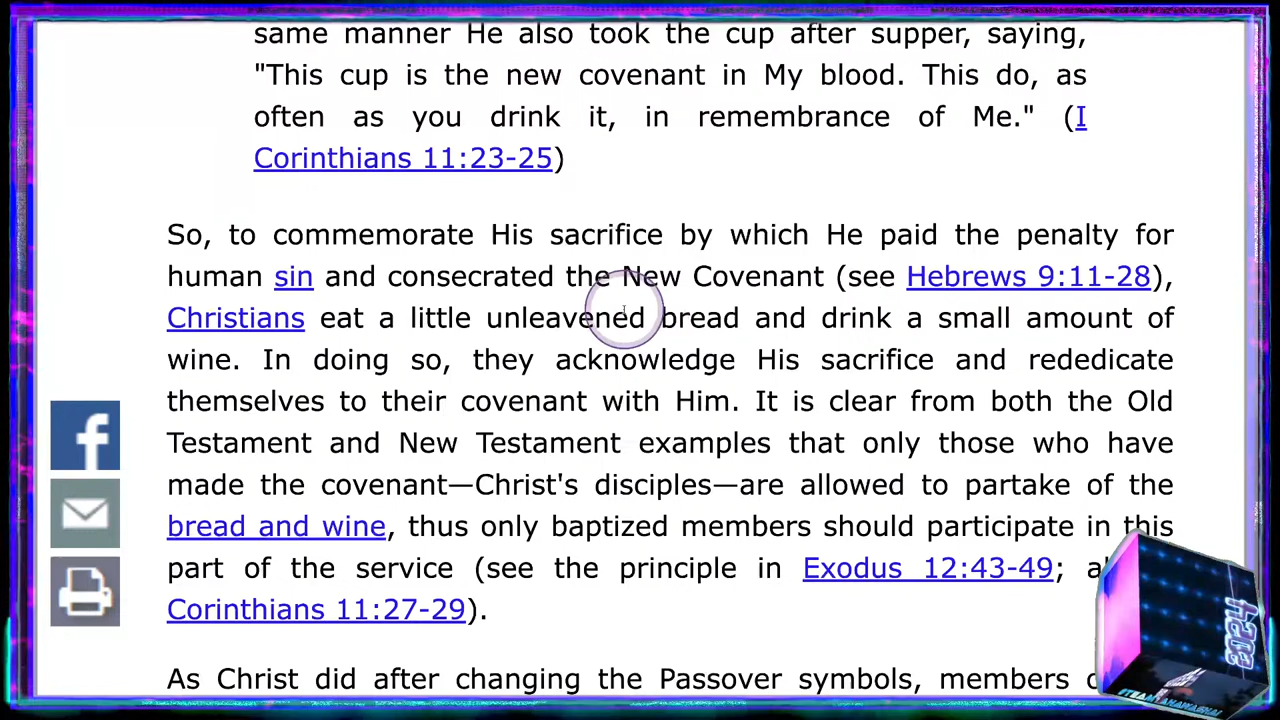 same manner He also took the cup after supper, saying,
"This cup is the new covenant in My blood. This do, as
often as you drink it, in remembrance of Me." (I
Corinthians 11:23-25)
So, to commemorate His sacrifice by which He paid the penalty for
human sin and consecrated the New Covenant (see Hebrews 9:11-28),
Christians eat a little unleavened bread and drink a small amount of
wine. In doing so, they acknowledge His sacrifice and rededicate
themselves to their covenant with Him. It is clear from both the Old
Testament and New Testament examples that only those who have
made the covenant—Christ's disciples—are allowed to partake of the
bread and wine, thus only baptized members should participate in this
part of the service (see the principle in Exodus 12:43-49;
Corinthians 11:27-29).
As Christ did after changing the Passover symbols, members